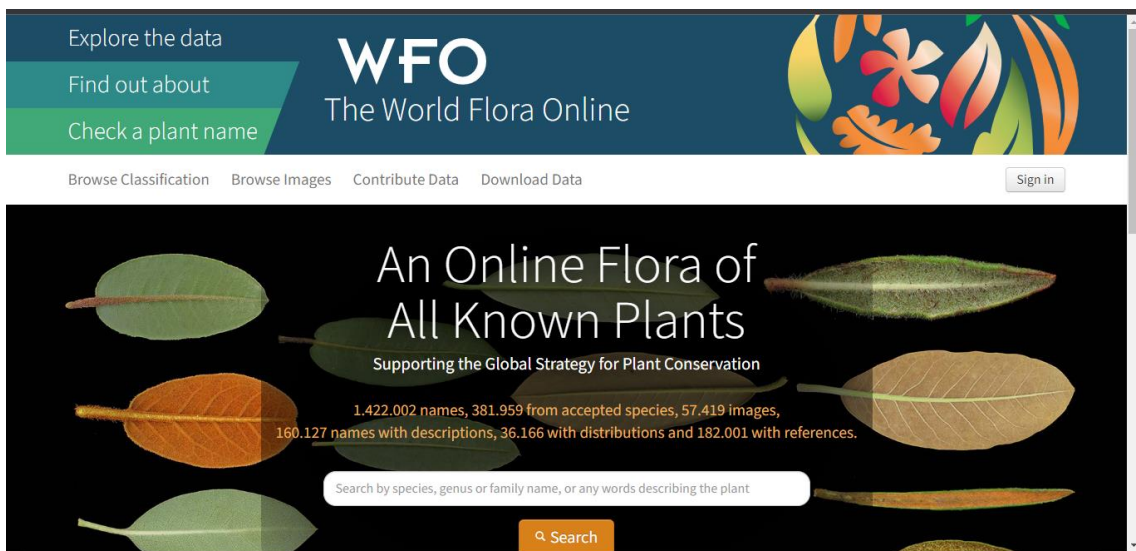 Explore the data
Find out about
Check a plant name
WFO
The World Flora Online
Browse Classification Browse Images Contribute Data Download Data Sign in
An Online Flora of
All Known Plants
Supporting the Global Strategy for Plant Conservation
1.422.002 names, 381.959 from accepted species, 57.419 images,
160.127 names with descriptions, 36.166 with distributions and 182.001 with references.
Search by species, genus or family name, or any words describing the plant
Search